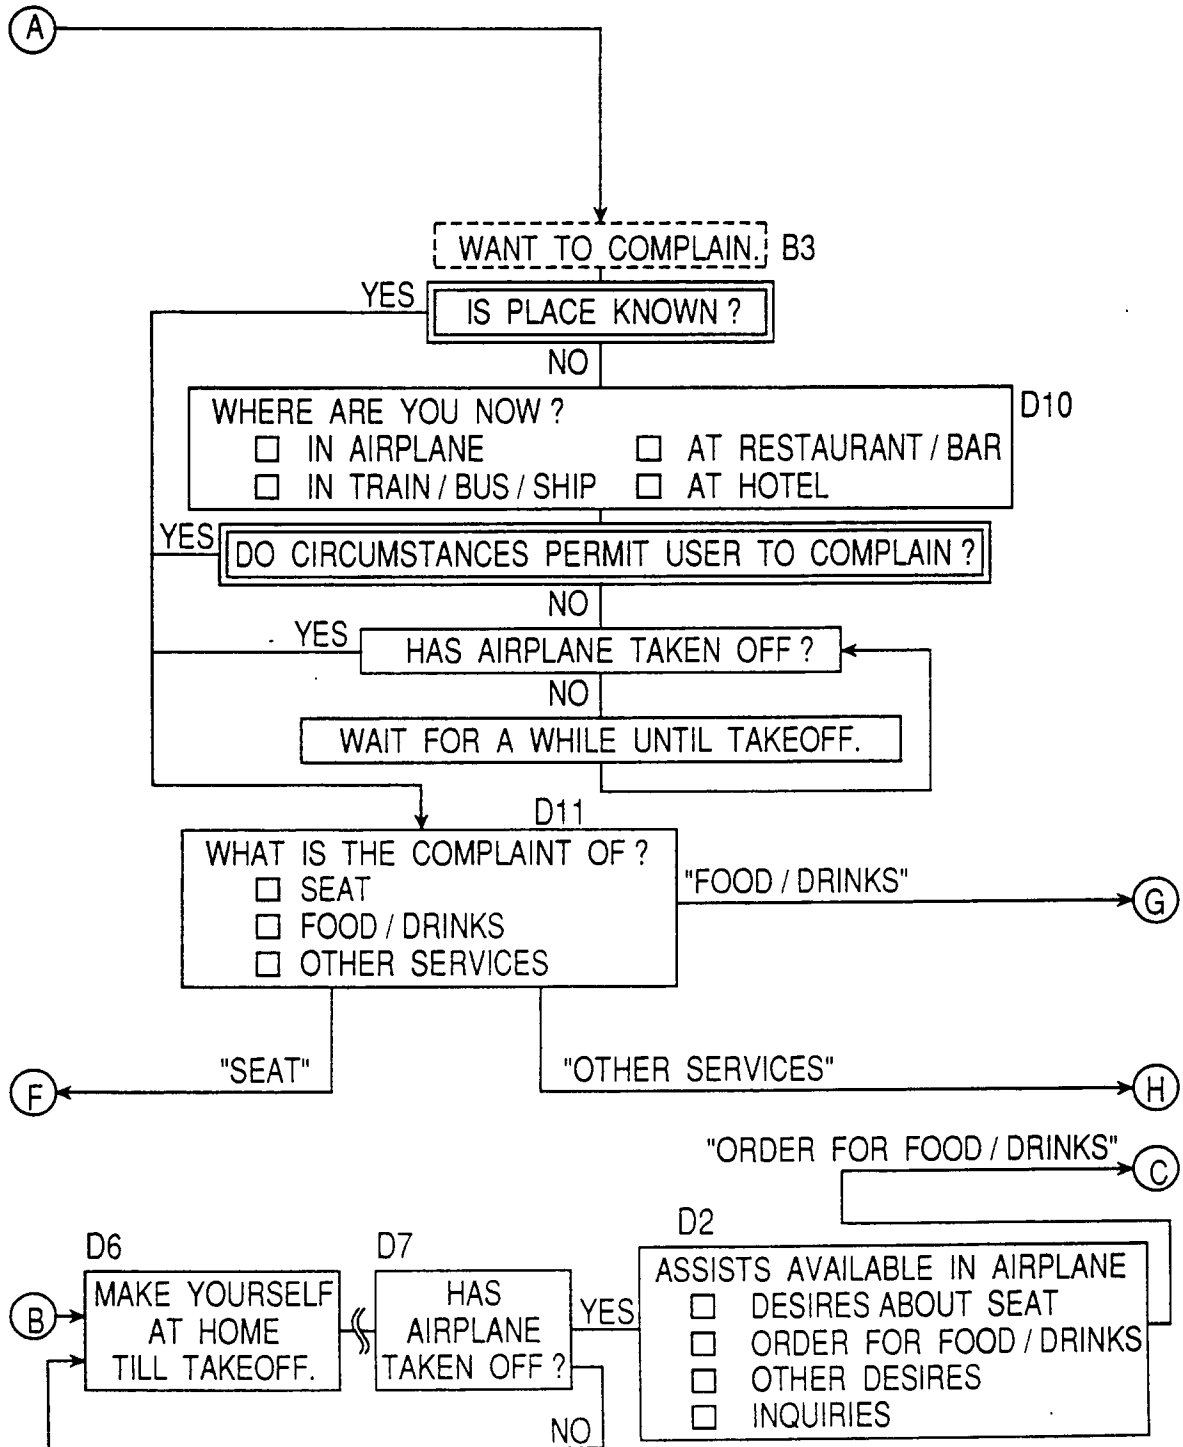 A
WANT TO COMPLAIN. B3
YES
IS PLACE KNOWN ?
NO
D10
WHERE ARE YOU NOW ?
□ IN AIRPLANE □ AT RESTAURANT / BAR
□ IN TRAIN / BUS / SHIP □ AT HOTEL
YES
DO CIRCUMSTANCES PERMIT USER TO COMPLAIN ?
NO
YES
HAS AIRPLANE TAKEN OFF ?
NO
WAIT FOR A WHILE UNTIL TAKEOFF.
D11
WHAT IS THE COMPLAINT OF ?
□ SEAT
□ FOOD / DRINKS
□ OTHER SERVICES
"FOOD / DRINKS"
G
"SEAT"
F
"OTHER SERVICES"
H
"ORDER FOR FOOD / DRINKS"
C
B
D6
MAKE YOURSELF
AT HOME
TILL TAKEOFF.
D7
HAS
AIRPLANE
TAKEN OFF ?
YES
NO
D2
ASSISTS AVAILABLE IN AIRPLANE
□ DESIRES ABOUT SEAT
□ ORDER FOR FOOD / DRINKS
□ OTHER DESIRES
□ INQUIRIES